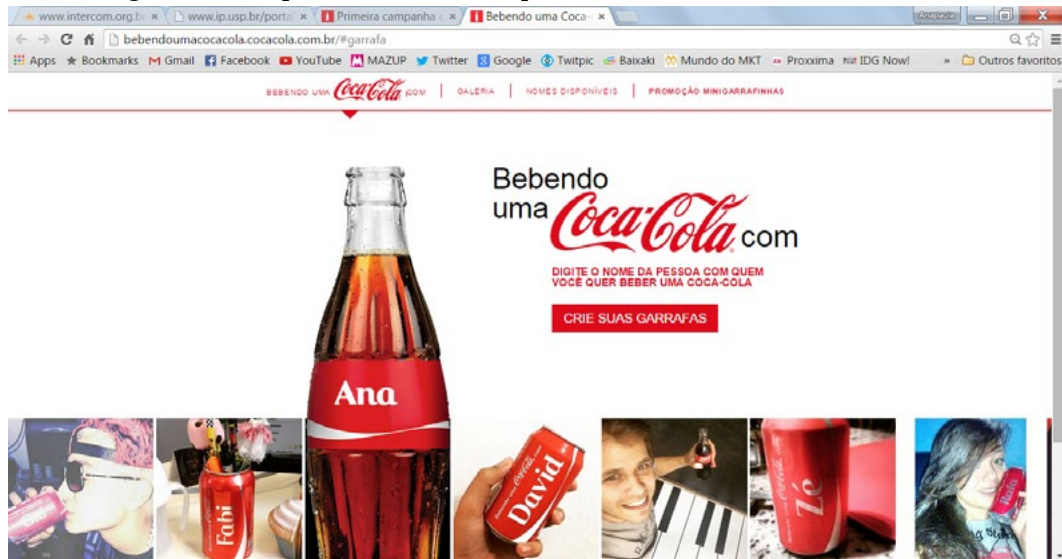 www.intercom.org.br
www.ip.usp.br/portal
Primeira campanha
Bebendo uma Coca-
bebendoumacocacola.cocacola.com.br/#garrafa
Apps Bookmarks Gmail Facebook YouTube MAZUP Twitter Google Twitpic Baixaki Mundo do MKT Proxxima IDG Now! » Outros favoritos
BEBENDO UMA Coca-Cola .COM | GALERIA | NOMES DISPONÍVEIS | PROMOÇÃO MINIGARRAFINHAS
Bebendo
uma Coca-Cola com
DIGITE O NOME DA PESSOA COM QUEM
VOCÊ QUER BEBER UMA COCA-COLA
CRIE SUAS GARRAFAS
Ana
Fabi
Coca-Cola
David
Zé
Rafa